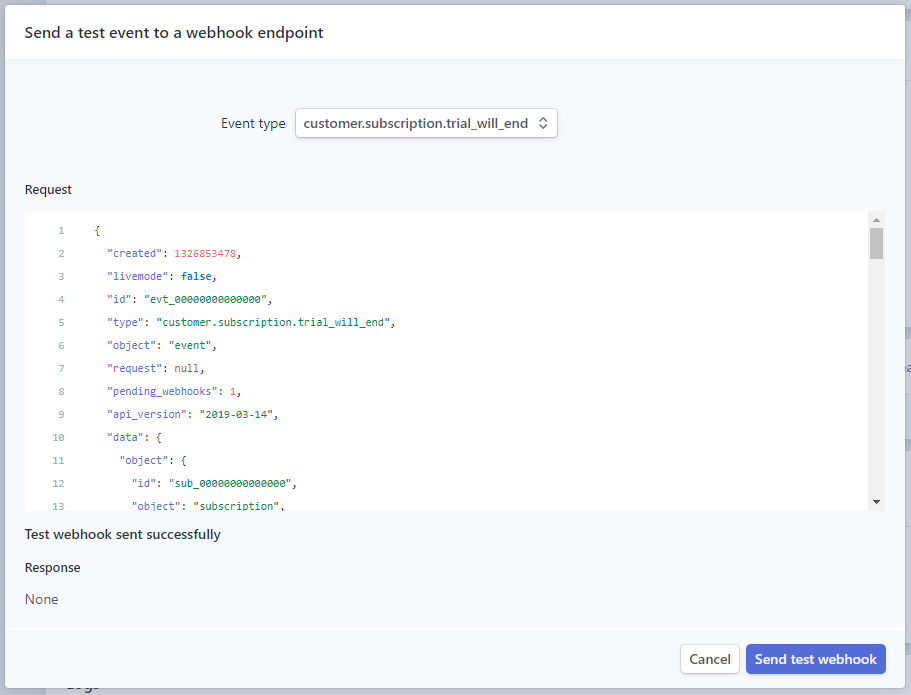 Send a test event to a webhook endpoint
Event type customer.subscription.trial_will_end
Request
1 {
2 "created": 1326853478,
3 "livemode": false,
4 "id": "evt_00000000000000",
5 "type": "customer.subscription.trial_will_end",
6 "object": "event",
7 "request": null,
8 "pending_webhooks": 1,
9 "api_version": "2019-03-14",
10 "data": {
11 "object": {
12 "id": "sub_00000000000000",
13 "object": "subscription",
Test webhook sent successfully
Response
None
Cancel Send test webhook
Logs